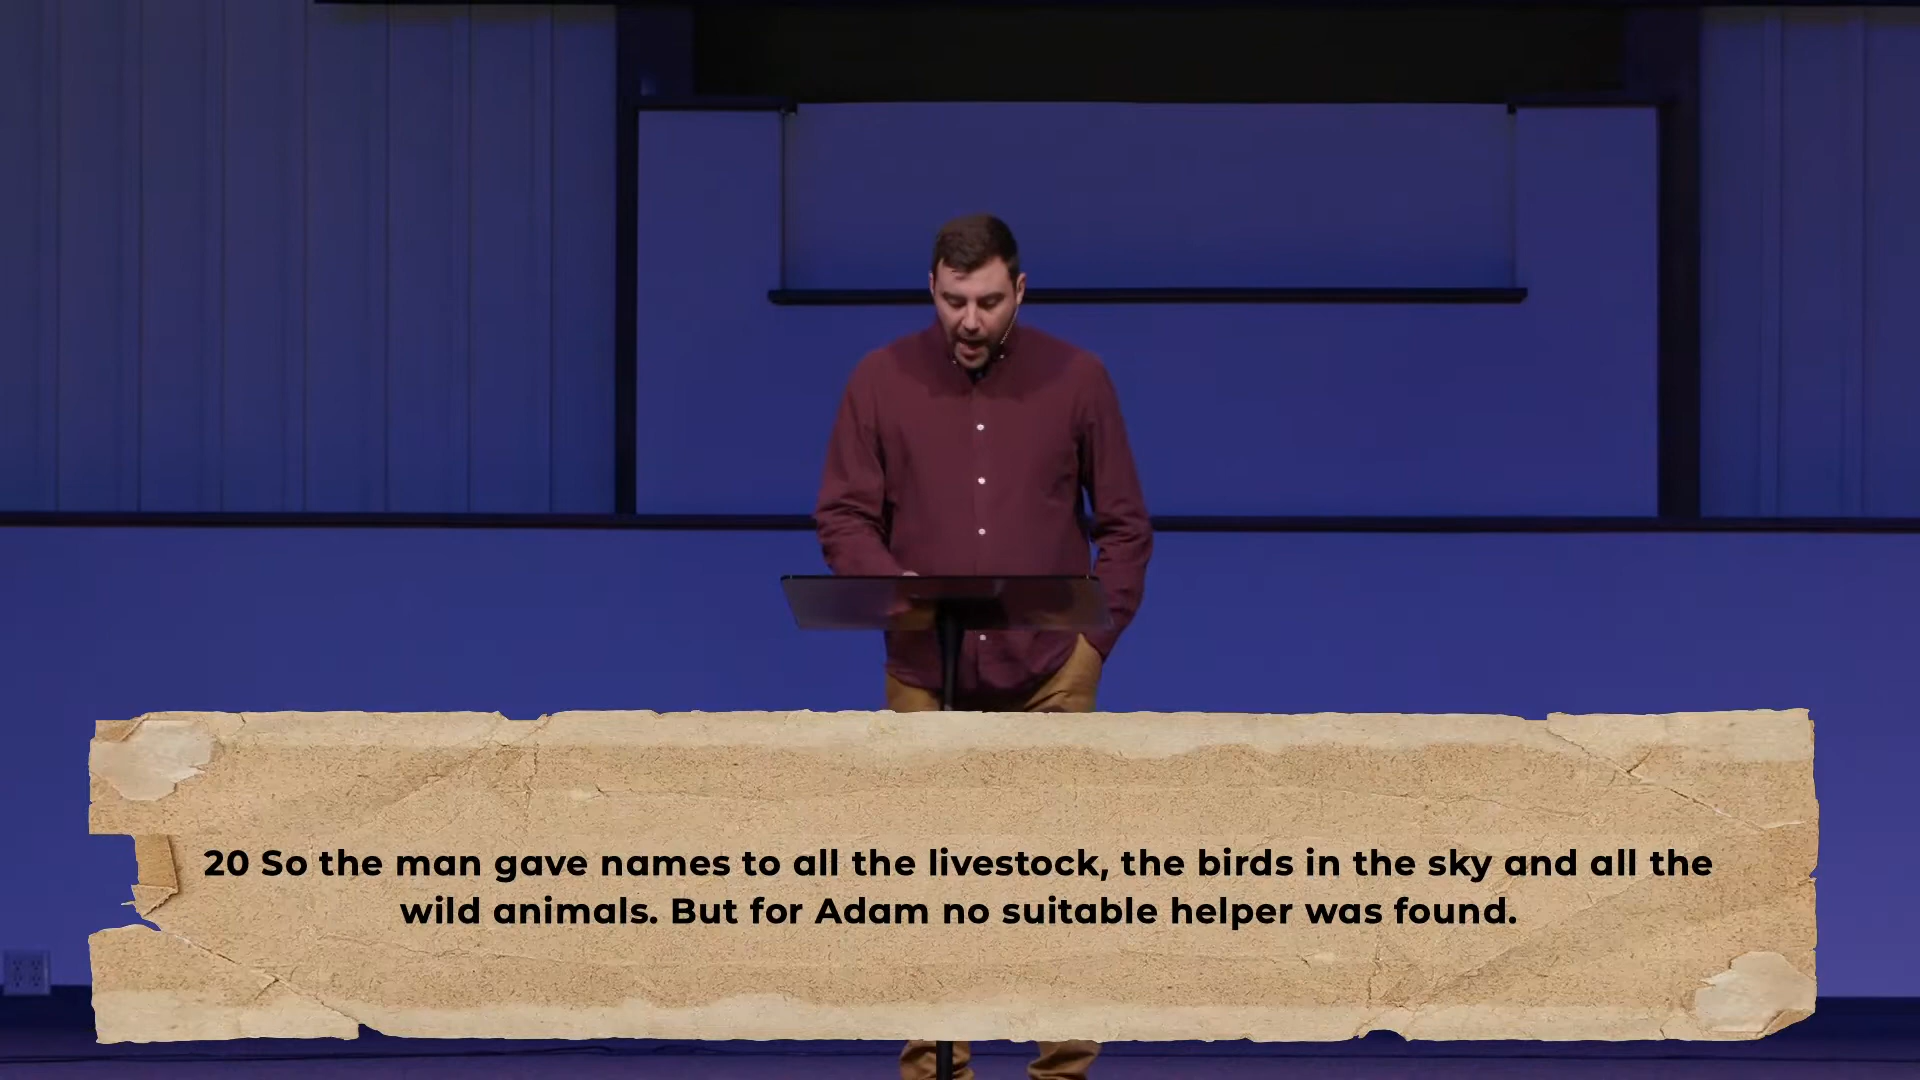 20 So the man gave names to all the livestock, the birds in the sky and all the
wild animals. But for Adam no suitable helper was found.